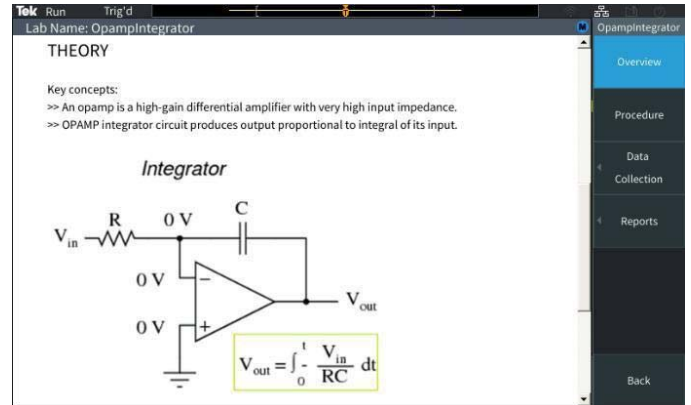 Tek Run Trig'd
Lab Name: OpampIntegrator
M
OpampIntegrator
THEORY
Key concepts:
>> An opamp is a high-gain differential amplifier with very high input impedance.
>> OPAMP integrator circuit produces output proportional to integral of its input.
Integrator
R 0 V C
Vin
0 V −
Vout
0 V +
Vout = ∫0t - Vin/RC dt
Overview
Procedure
Data
Collection
Reports
Back